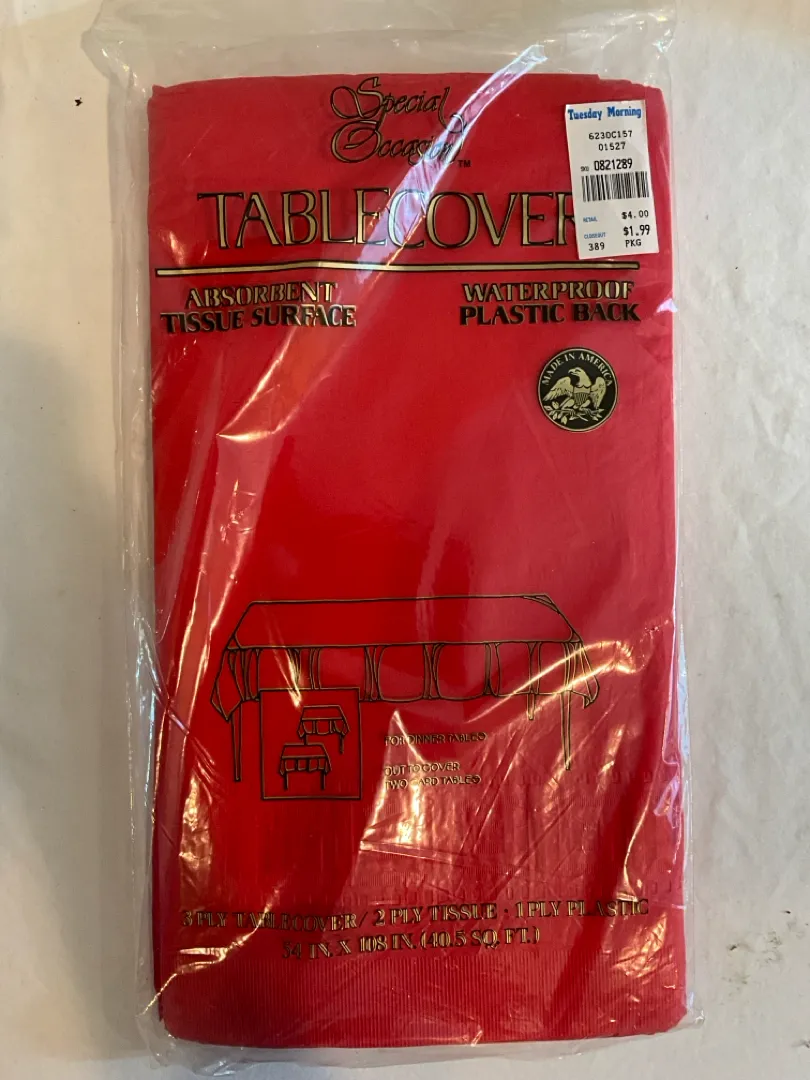 Special
Occasion™
TABLECOVER
ABSORBENT
TISSUE SURFACE
WATERPROOF
PLASTIC BACK
Tuesday Morning
6230C157
01527
SKU 0821289
RETAIL $4.00
CLOSEOUT $1.99
389 PKG
MADE IN AMERICA
FOR DINNER TABLES
CUT TO COVER
TWO CARD TABLES
3 PLY TABLECOVER/ 2 PLY TISSUE · 1 PLY PLASTIC
54 IN. X 108 IN. (40.5 SQ. FT.)